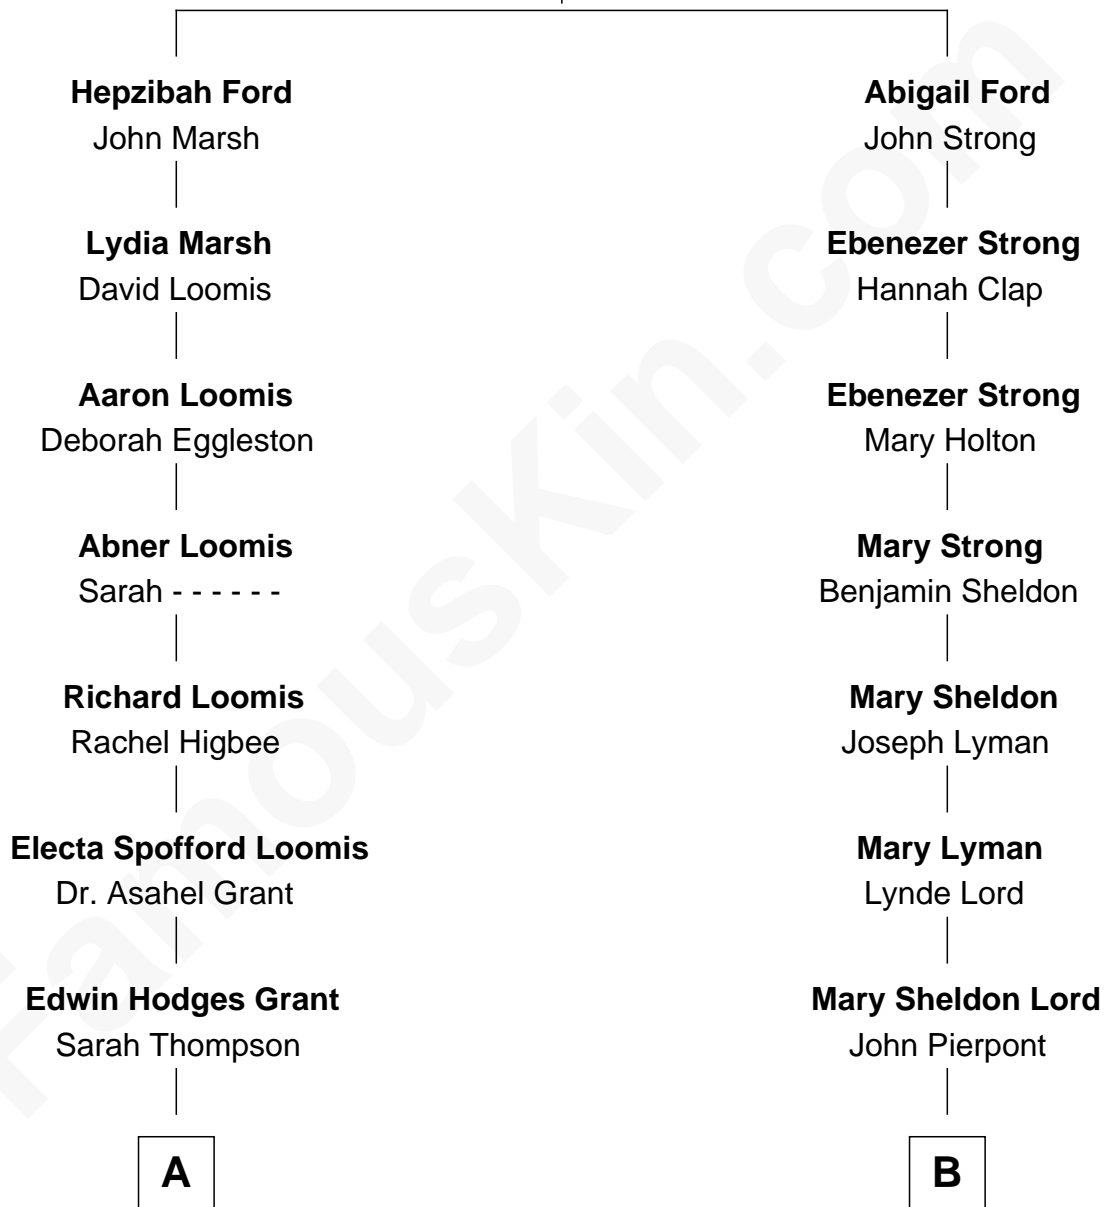 Hepzibah Ford
John Marsh
Lydia Marsh
David Loomis
Aaron Loomis
Deborah Eggleston
Abner Loomis
Sarah - - - - - -
Richard Loomis
Rachel Higbee
Electa Spofford Loomis
Dr. Asahel Grant
Edwin Hodges Grant
Sarah Thompson
A
Abigail Ford
John Strong
Ebenezer Strong
Hannah Clap
Ebenezer Strong
Mary Holton
Mary Strong
Benjamin Sheldon
Mary Sheldon
Joseph Lyman
Mary Lyman
Lynde Lord
Mary Sheldon Lord
John Pierpont
B
FamousKin.com